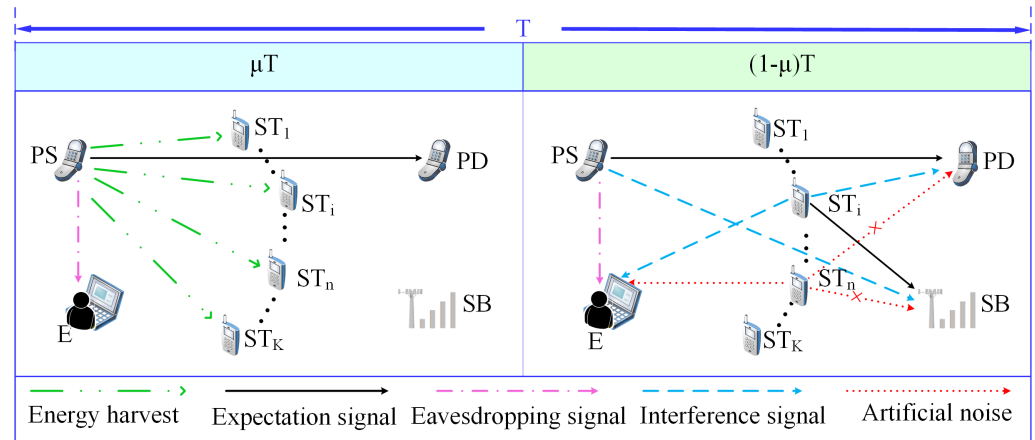 T
μT
(1-μ)T
PS
ST1
PD
STi
STn
E
SB
STK
PS
ST1
PD
STi
STn
E
SB
STK
Energy harvest
Expectation signal
Eavesdropping signal
Interference signal
Artificial noise